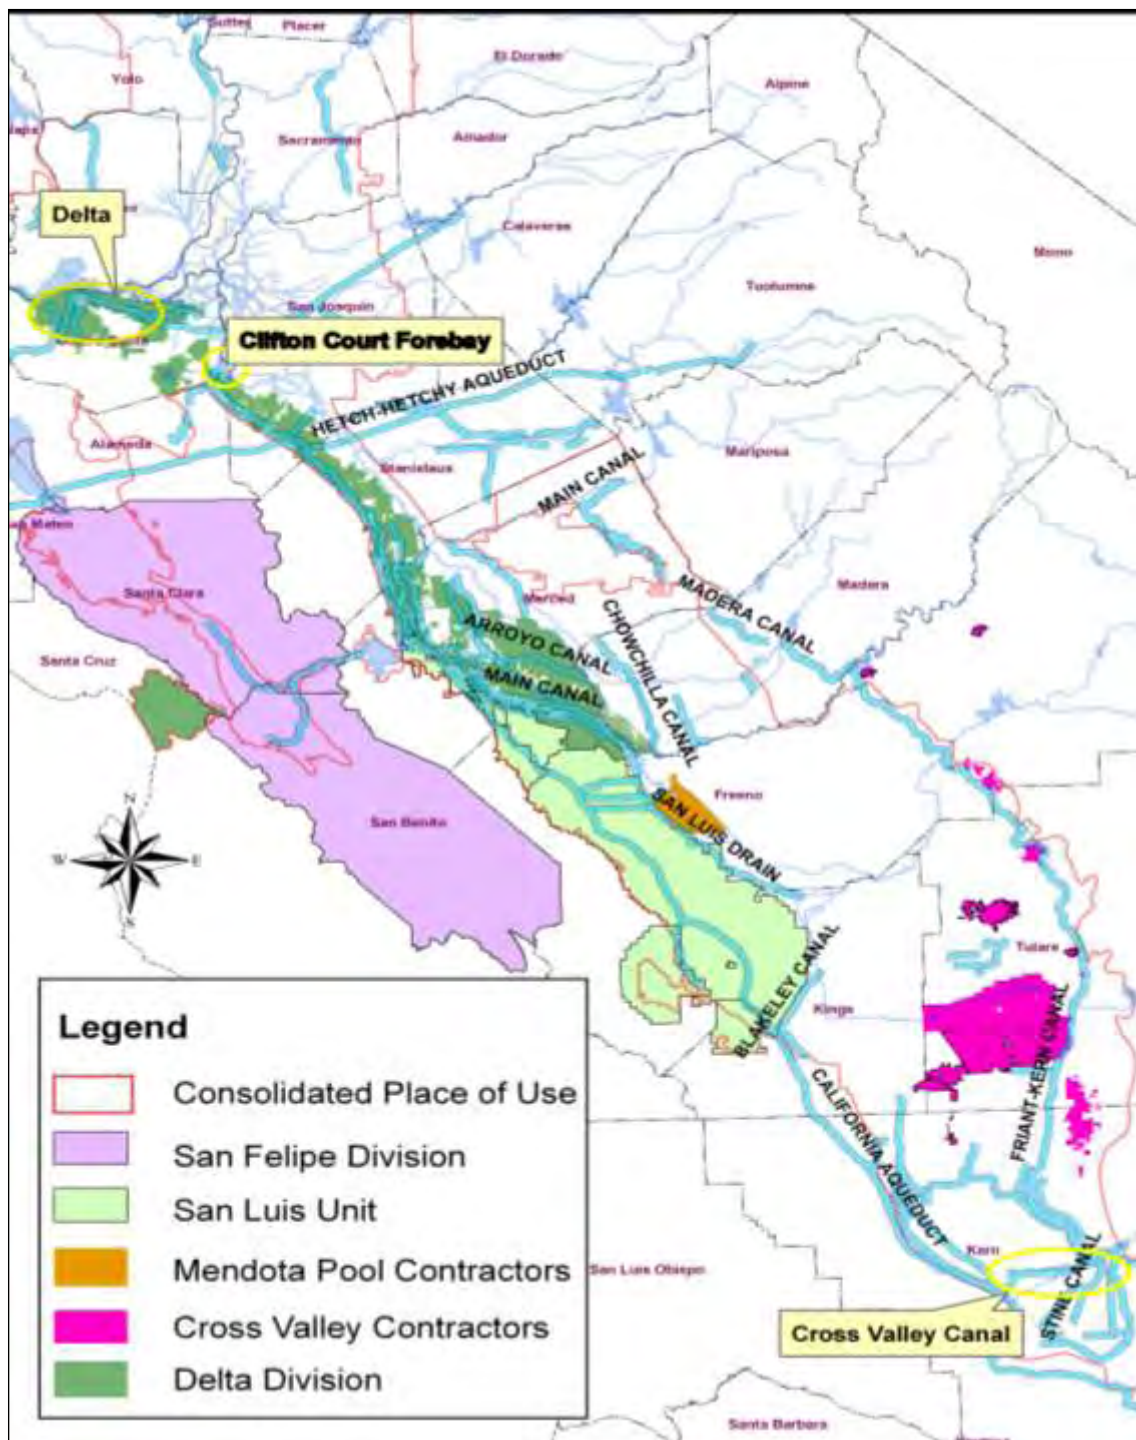 Sutter
Placer
El Dorado
Yolo
Alpine
Sacramento
Amador
Delta
Calaveras
Mono
Tuolumne
San Joaquin
Clifton Court Forebay
HETCH-HETCHY AQUEDUCT
Alameda
Stanislaus
Mariposa
MAIN CANAL
San Mateo
Santa Clara
Merced
MADERA CANAL
Madera
CHOWCHILLA CANAL
ARROYO CANAL
Santa Cruz
MAIN CANAL
Fresno
SAN LUIS DRAIN
San Benito
N
W
E
S
Tulare
BLAKELEY CANAL
Kings
FRIANT-KERN CANAL
CALIFORNIA AQUEDUCT
Kern
STINE CANAL
San Luis Obispo
Cross Valley Canal
Santa Barbara
Legend
Consolidated Place of Use
San Felipe Division
San Luis Unit
Mendota Pool Contractors
Cross Valley Contractors
Delta Division